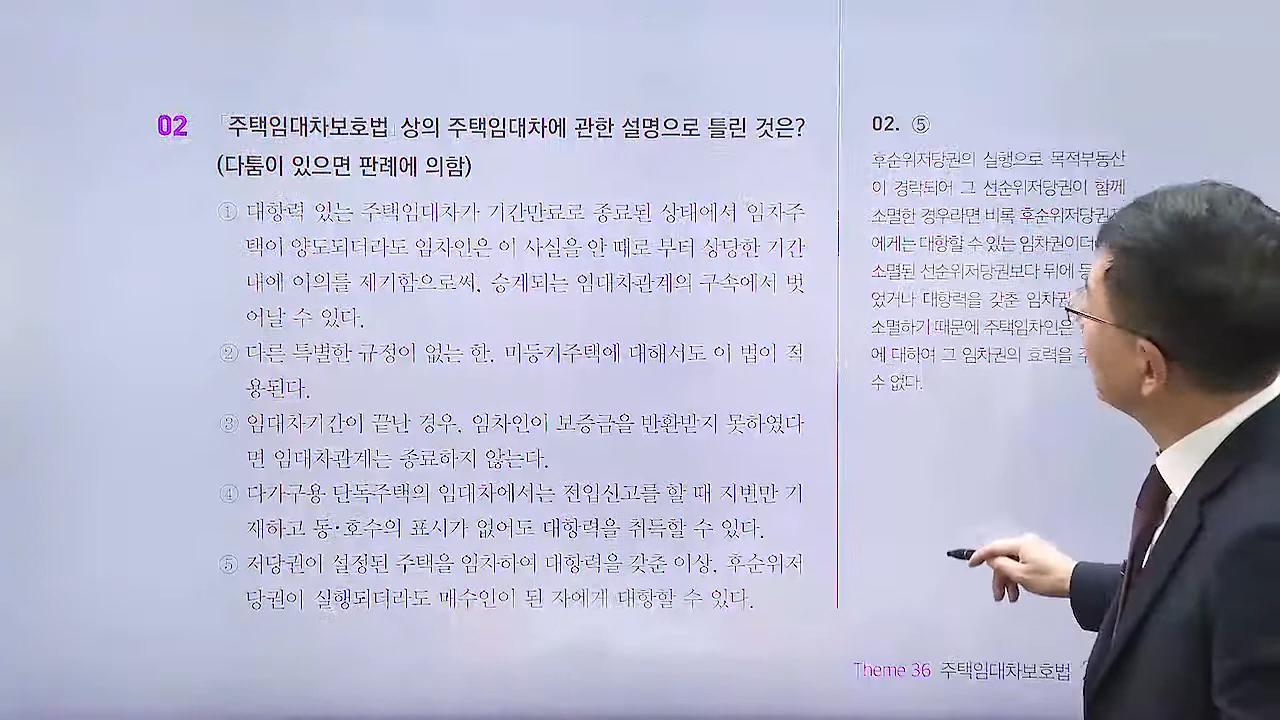 02 「주택임대차보호법」상의 주택임대차에 관한 설명으로 틀린 것은?
(다툼이 있으면 판례에 의함)
① 대항력 있는 주택임대차가 기간만료로 종료된 상태에서 임차주
택이 양도되더라도 임차인은 이 사실을 안 때로부터 상당한 기간
내에 이의를 제기함으로써, 승계되는 임대차관계의 구속에서 벗
어날 수 있다.
② 다른 특별한 규정이 없는 한, 미등기주택에 대해서도 이 법이 적
용된다.
③ 임대차기간이 끝난 경우, 임차인이 보증금을 반환받지 못하였다
면 임대차관계는 종료하지 않는다.
④ 다가구용 단독주택의 임대차에서는 전입신고를 할 때 지번만 기
재하고 동·호수의 표시가 없어도 대항력을 취득할 수 있다.
⑤ 저당권이 설정된 주택을 임차하여 대항력을 갖춘 이상, 후순위저
당권이 실행되더라도 매수인이 된 자에게 대항할 수 있다.
02. ⑤
후순위저당권의 실행으로 목적부동산
이 경락되어 그 선순위저당권이 함께
소멸한 경우라면 비록 후순위저당권
에게는 대항할 수 있는 임차권이더
소멸된 선순위저당권보다 뒤에 등
었거나 대항력을 갖춘 임차권
소멸하기 때문에 주택임차인은
에 대하여 그 임차권의 효력을
수 없다.
Theme 36 주택임대차보호법